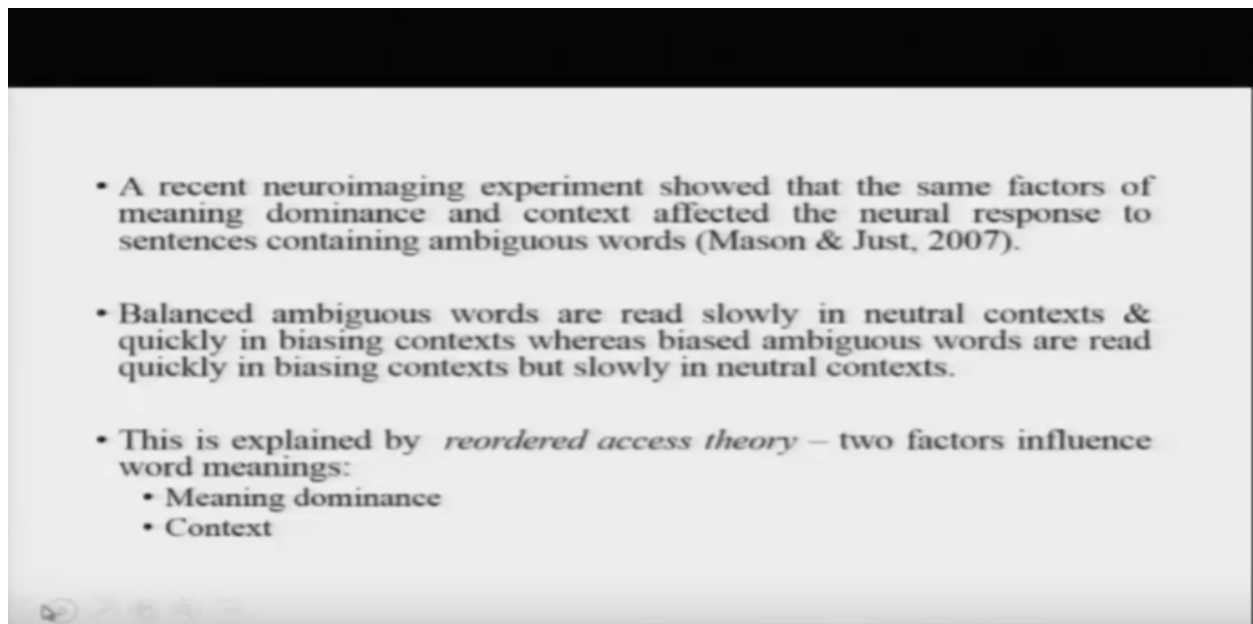 • A recent neuroimaging experiment showed that the same factors of
meaning dominance and context affected the neural response to
sentences containing ambiguous words (Mason & Just, 2007).
• Balanced ambiguous words are read slowly in neutral contexts &
quickly in biasing contexts whereas biased ambiguous words are read
quickly in biasing contexts but slowly in neutral contexts.
• This is explained by reordered access theory – two factors influence
word meanings:
• Meaning dominance
• Context